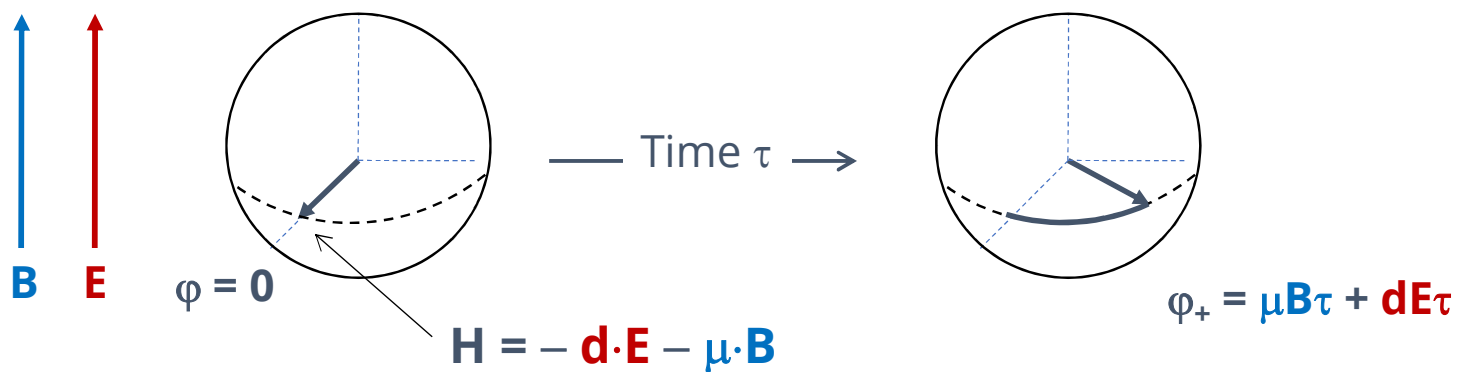 B E
φ = 0
Time τ
H = – d·E – μ·B
φ₊ = μBτ + dEτ